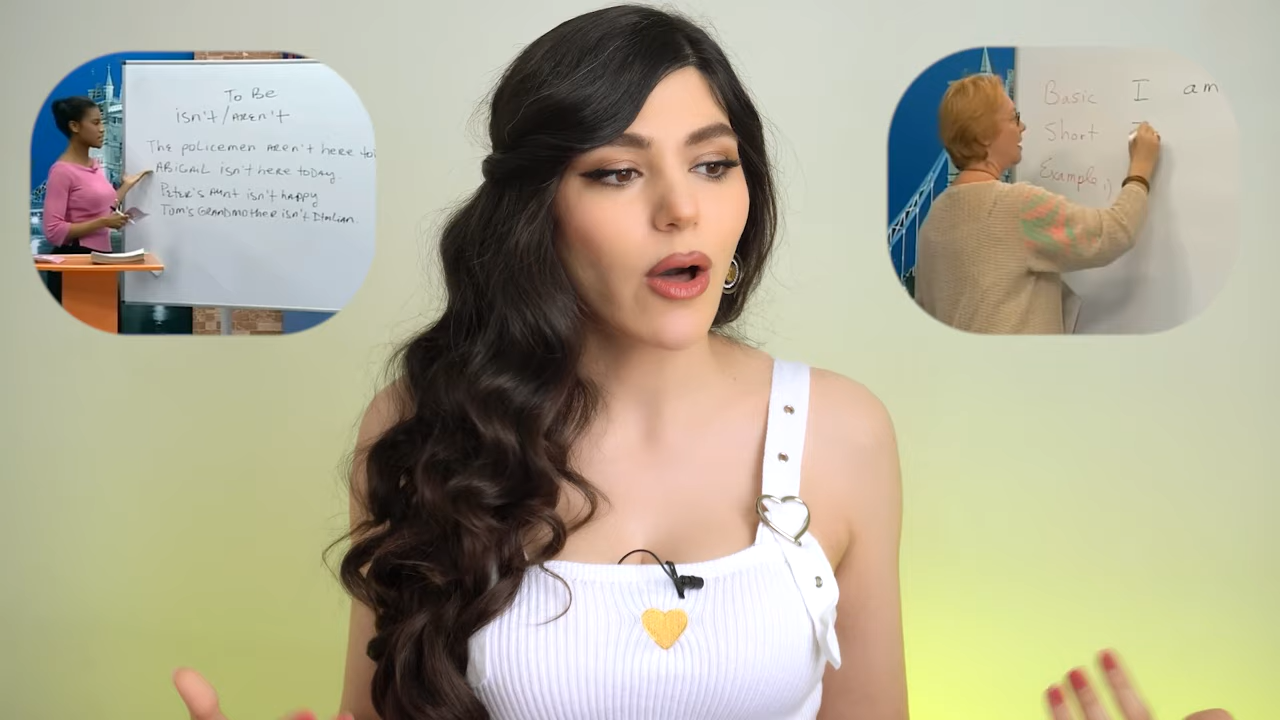 To Be
isn't/aren't
The policemen aren't here
Abigail isn't here today.
Peter's aunt isn't happy
Tom's Grandmother isn't Italian.
Basic I am
Short
Example